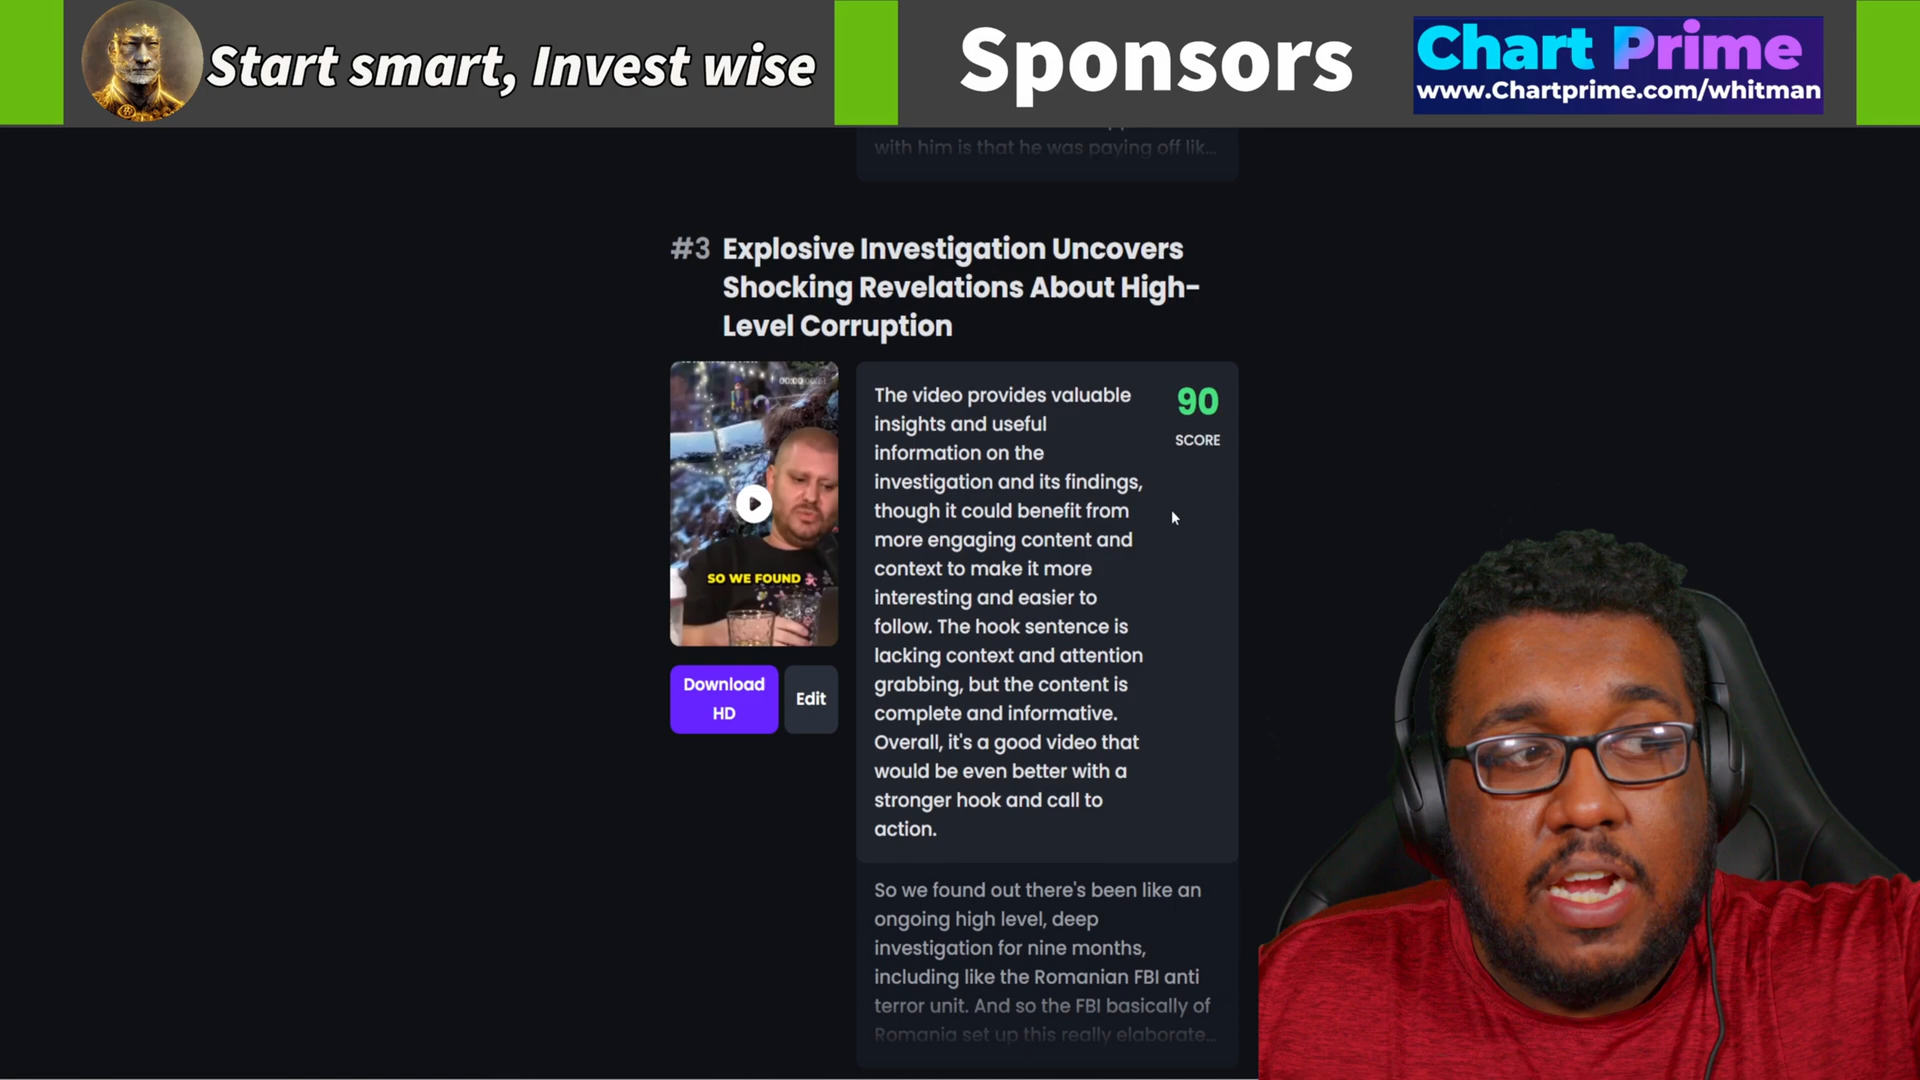 Start smart, Invest wise
Sponsors
Chart Prime
www.Chartprime.com/whitman
with him is that he was paying off lik...
#3 Explosive Investigation Uncovers
Shocking Revelations About High-
Level Corruption
The video provides valuable
insights and useful
information on the
investigation and its findings,
though it could benefit from
more engaging content and
context to make it more
interesting and easier to
follow. The hook sentence is
lacking context and attention
grabbing, but the content is
complete and informative.
Overall, it's a good video that
would be even better with a
stronger hook and call to
action.
90
SCORE
SO WE FOUND
Download
HD
Edit
So we found out there's been like an
ongoing high level, deep
investigation for nine months,
including like the Romanian FBI anti
terror unit. And so the FBI basically of
Romania set up this really elaborate...